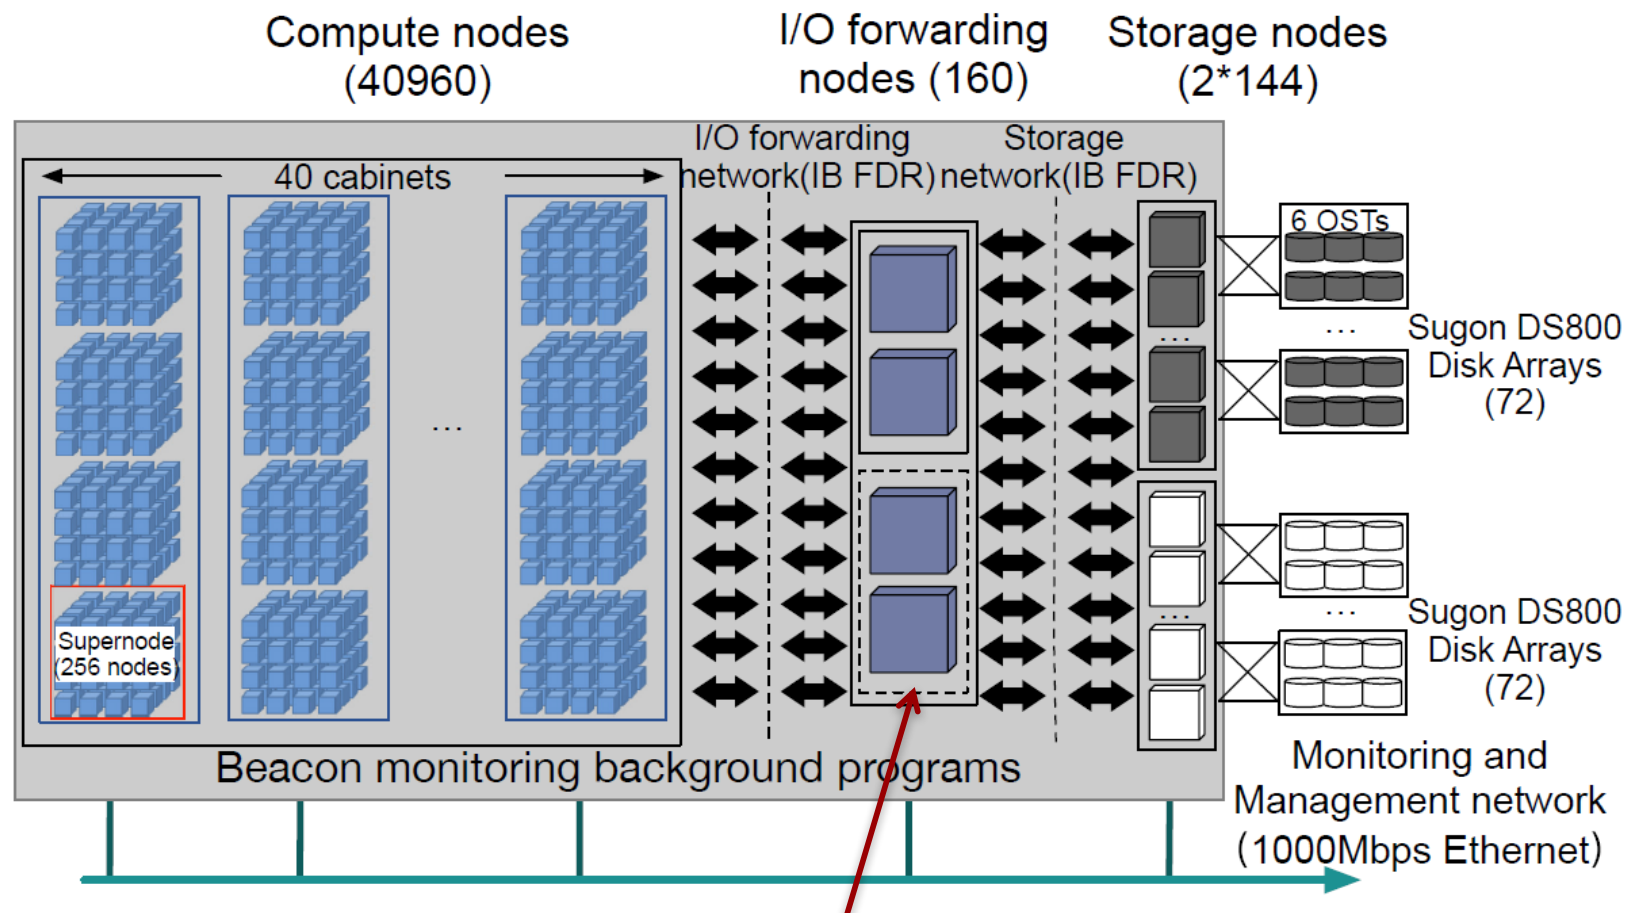 Compute nodes
(40960)
I/O forwarding
nodes (160)
Storage nodes
(2*144)
I/O forwarding
network(IB FDR)
Storage
network(IB FDR)
40 cabinets
...
Supernode
(256 nodes)
...
...
6 OSTs
...
Sugon DS800
Disk Arrays
(72)
...
Sugon DS800
Disk Arrays
(72)
Beacon monitoring background programs
Monitoring and
Management network
(1000Mbps Ethernet)